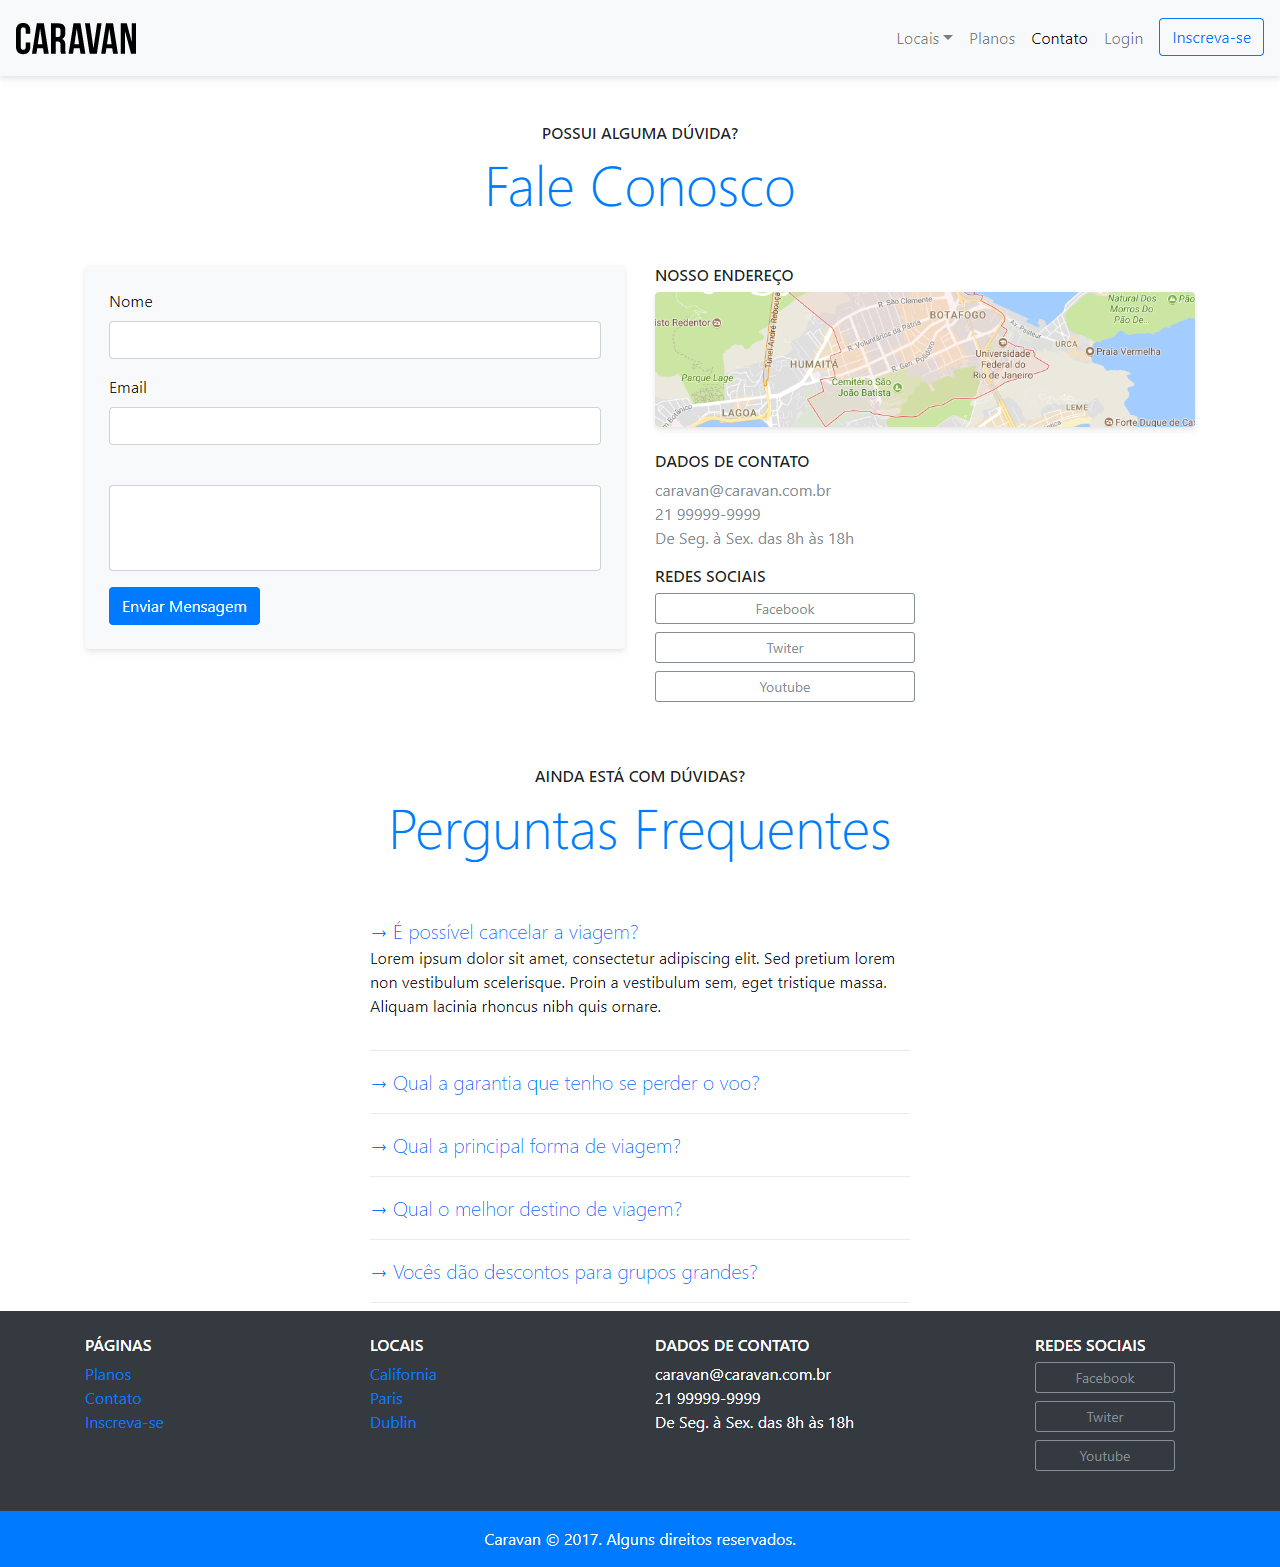 CARAVAN
Locais
Planos
Contato
Login
Inscreva-se
POSSUI ALGUMA DÚVIDA?
Fale Conosco
Nome
Email
Enviar Mensagem
NOSSO ENDEREÇO
isto Redentor
Túnel André Rebouça
R. São Clemente
BOTAFOGO
Av. Pasteur
Natural Dos
Morros Do
Pão De...
Pão
R. Voluntários da Pátria
R. Gen. Polidoro
HUMAITÁ
Universidade
Federal do
Rio de Janeiro
URCA
Praia Vermelha
Parque Lage
Cemitério São
João Batista
LAGOA
LEME
Forte Duque de Ca
DADOS DE CONTATO
caravan@caravan.com.br
21 99999-9999
De Seg. à Sex. das 8h às 18h
REDES SOCIAIS
Facebook
Twiter
Youtube
AINDA ESTÁ COM DÚVIDAS?
Perguntas Frequentes
→ É possível cancelar a viagem?
Lorem ipsum dolor sit amet, consectetur adipiscing elit. Sed pretium lorem
non vestibulum scelerisque. Proin a vestibulum sem, eget tristique massa.
Aliquam lacinia rhoncus nibh quis ornare.
→ Qual a garantia que tenho se perder o voo?
→ Qual a principal forma de viagem?
→ Qual o melhor destino de viagem?
→ Vocês dão descontos para grupos grandes?
PÁGINAS
Planos
Contato
Inscreva-se
LOCAIS
California
Paris
Dublin
DADOS DE CONTATO
caravan@caravan.com.br
21 99999-9999
De Seg. à Sex. das 8h às 18h
REDES SOCIAIS
Facebook
Twiter
Youtube
Caravan © 2017. Alguns direitos reservados.